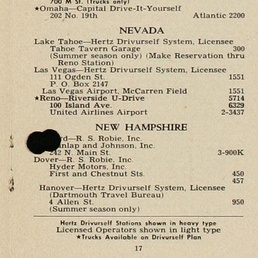 700 M St. (Trucks only)
★Omaha—Capital Drive-It-Yourself
202 No. 19th. Atlantic 2200
NEVADA
Lake Tahoe—Hertz Drivurself System, Licensee
Tahoe Tavern Garage 300
(Summer season only) (Make Reservation thru
Reno Station)
Las Vegas—Hertz Drivurself System, Licensee
111 Ogden St. 1551
P. O. Box 2147
Las Vegas Airport, McCarren Field 1551
★Reno—Riverside U-Drive 5714
100 Island Ave. 6329
United Airlines Airport 2-3437
NEW HAMPSHIRE
rd—R. S. Robie, Inc.
nlap and Johnson, Inc.
242 N. Main St. 3-900K
Dover—R. S. Robie, Inc.
Hyder Motors, Inc.
First and Chestnut Sts. 450
457
Hanover—Hertz Drivurself System, Licensee
(Dartmouth Travel Bureau)
4 Allen St. 950
(Summer season only)
Hertz Drivurself Stations shown in heavy type
Licensed Operators shown in light type
★Trucks Available on Drivurself Plan
17